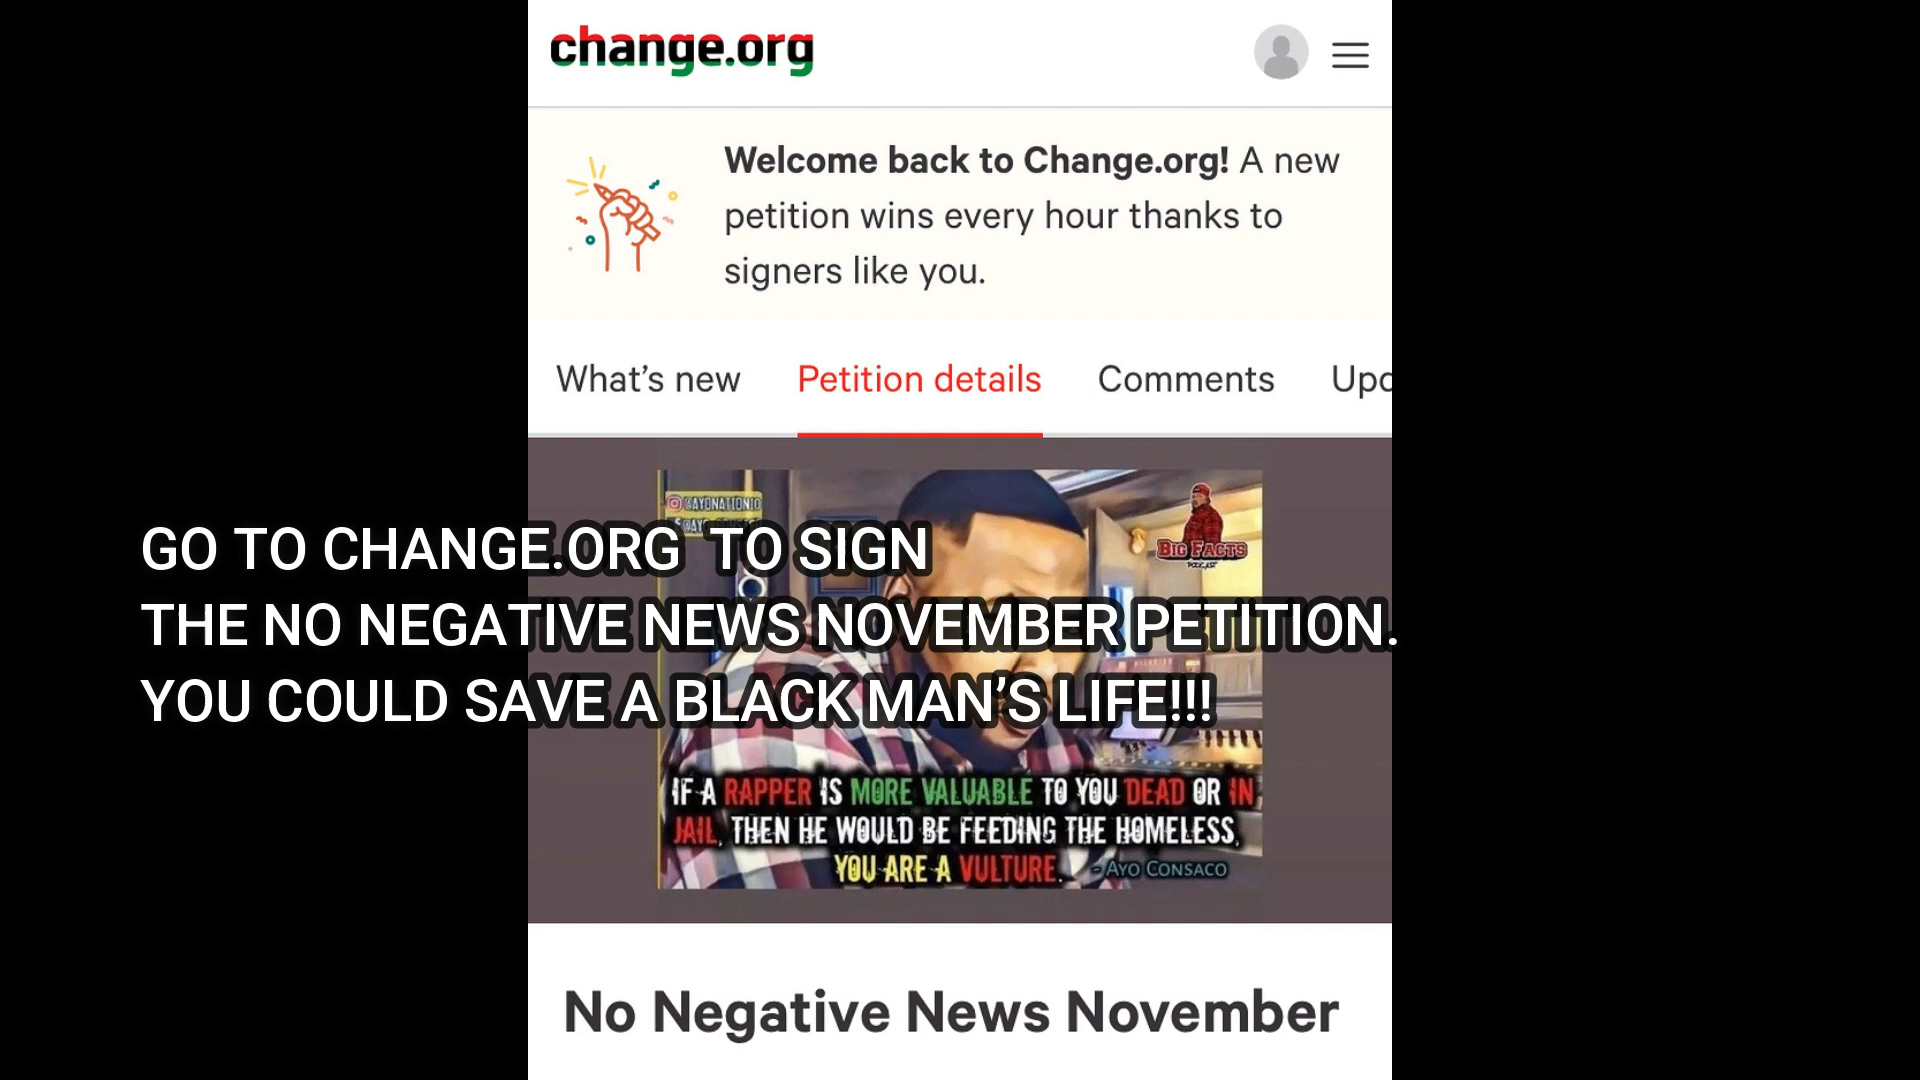 change.org
Welcome back to Change.org! A new
petition wins every hour thanks to
signers like you.
What's new Petition details Comments Upd
@AYONATION10
BIG FACTS
PODCAST
GO TO CHANGE.ORG TO SIGN
THE NO NEGATIVE NEWS NOVEMBER PETITION.
YOU COULD SAVE A BLACK MAN'S LIFE!!!
IF A RAPPER IS MORE VALUABLE TO YOU DEAD OR IN
JAIL, THEN HE WOULD BE FEEDING THE HOMELESS,
YOU ARE A VULTURE. - AYO CONSACO
No Negative News November